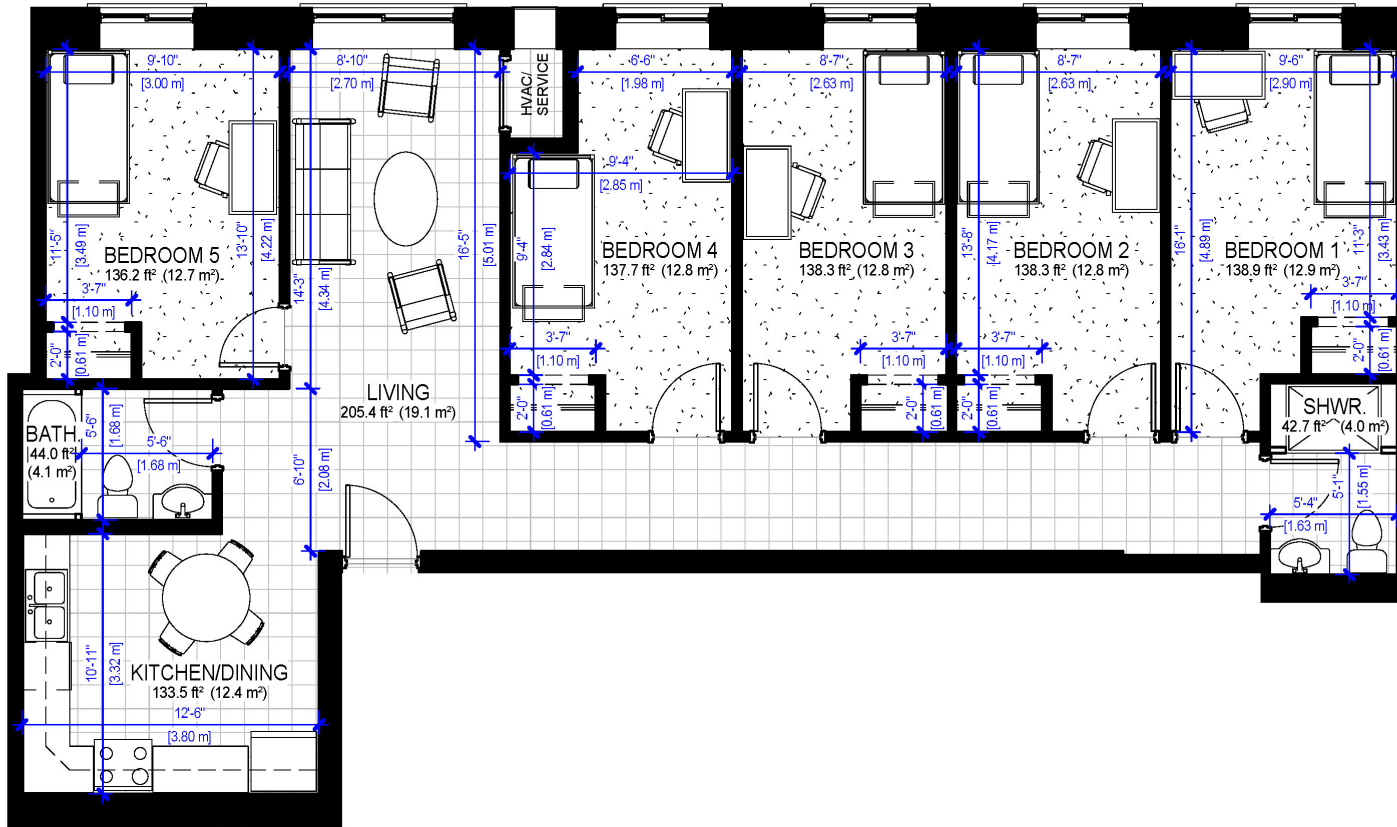 9'-10"
[3.00 m]
11'-5"
[3.49 m]
13'-10"
[4.22 m]
BEDROOM 5
136.2 ft² (12.7 m²)
3'-7"
[1.10 m]
2'-0"
[0.61 m]
8'-10"
[2.70 m]
14'-3"
[4.34 m]
16'-5"
[5.01 m]
LIVING
205.4 ft² (19.1 m²)
6'-10"
[2.08 m]
HVAC/
SERVICE
6'-6"
[1.98 m]
9'-4"
[2.85 m]
9'-4"
[2.84 m]
BEDROOM 4
137.7 ft² (12.8 m²)
3'-7"
[1.10 m]
2'-0"
[0.61 m]
8'-7"
[2.63 m]
BEDROOM 3
138.3 ft² (12.8 m²)
3'-7"
[1.10 m]
2'-0"
[0.61 m]
8'-7"
[2.63 m]
13'-8"
[4.17 m]
BEDROOM 2
138.3 ft² (12.8 m²)
3'-7"
[1.10 m]
2'-0"
[0.61 m]
9'-6"
[2.90 m]
16'-1"
[4.89 m]
11'-3"
[3.43 m]
BEDROOM 1
138.9 ft² (12.9 m²)
3'-7"
[1.10 m]
2'-0"
[0.61 m]
BATH.
44.0 ft²
(4.1 m²)
5'-6"
[1.68 m]
5'-6"
[1.68 m]
SHWR.
42.7 ft² (4.0 m²)
5'-1"
[1.55 m]
5'-4"
[1.63 m]
10'-11"
[3.32 m]
KITCHEN/DINING
133.5 ft² (12.4 m²)
12'-6"
[3.80 m]